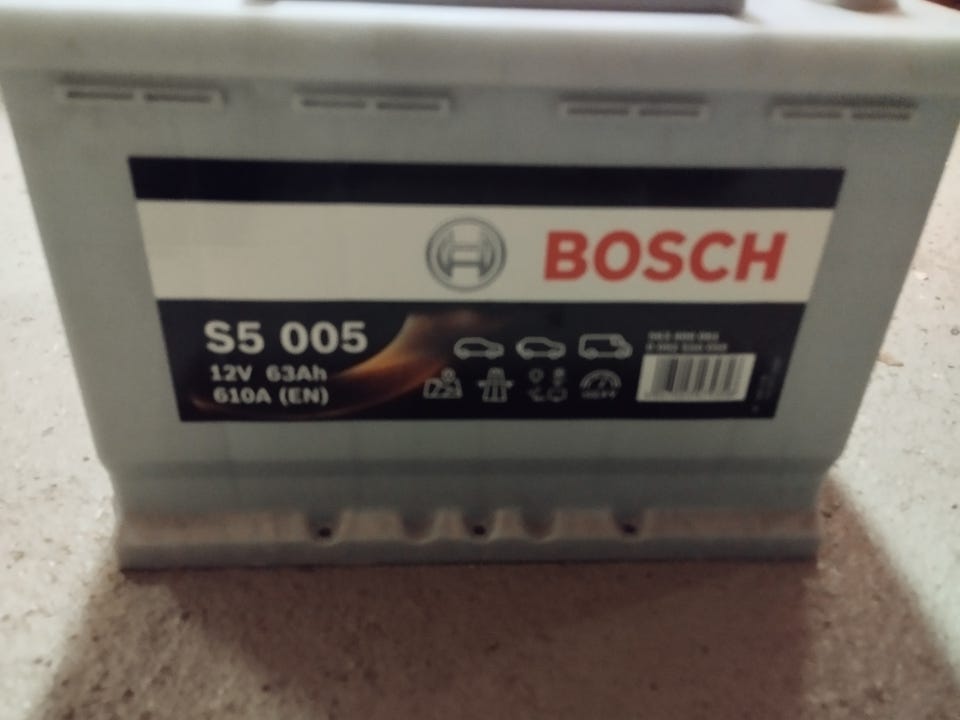 BOSCH
S5 005
12V 63Ah
610A (EN)